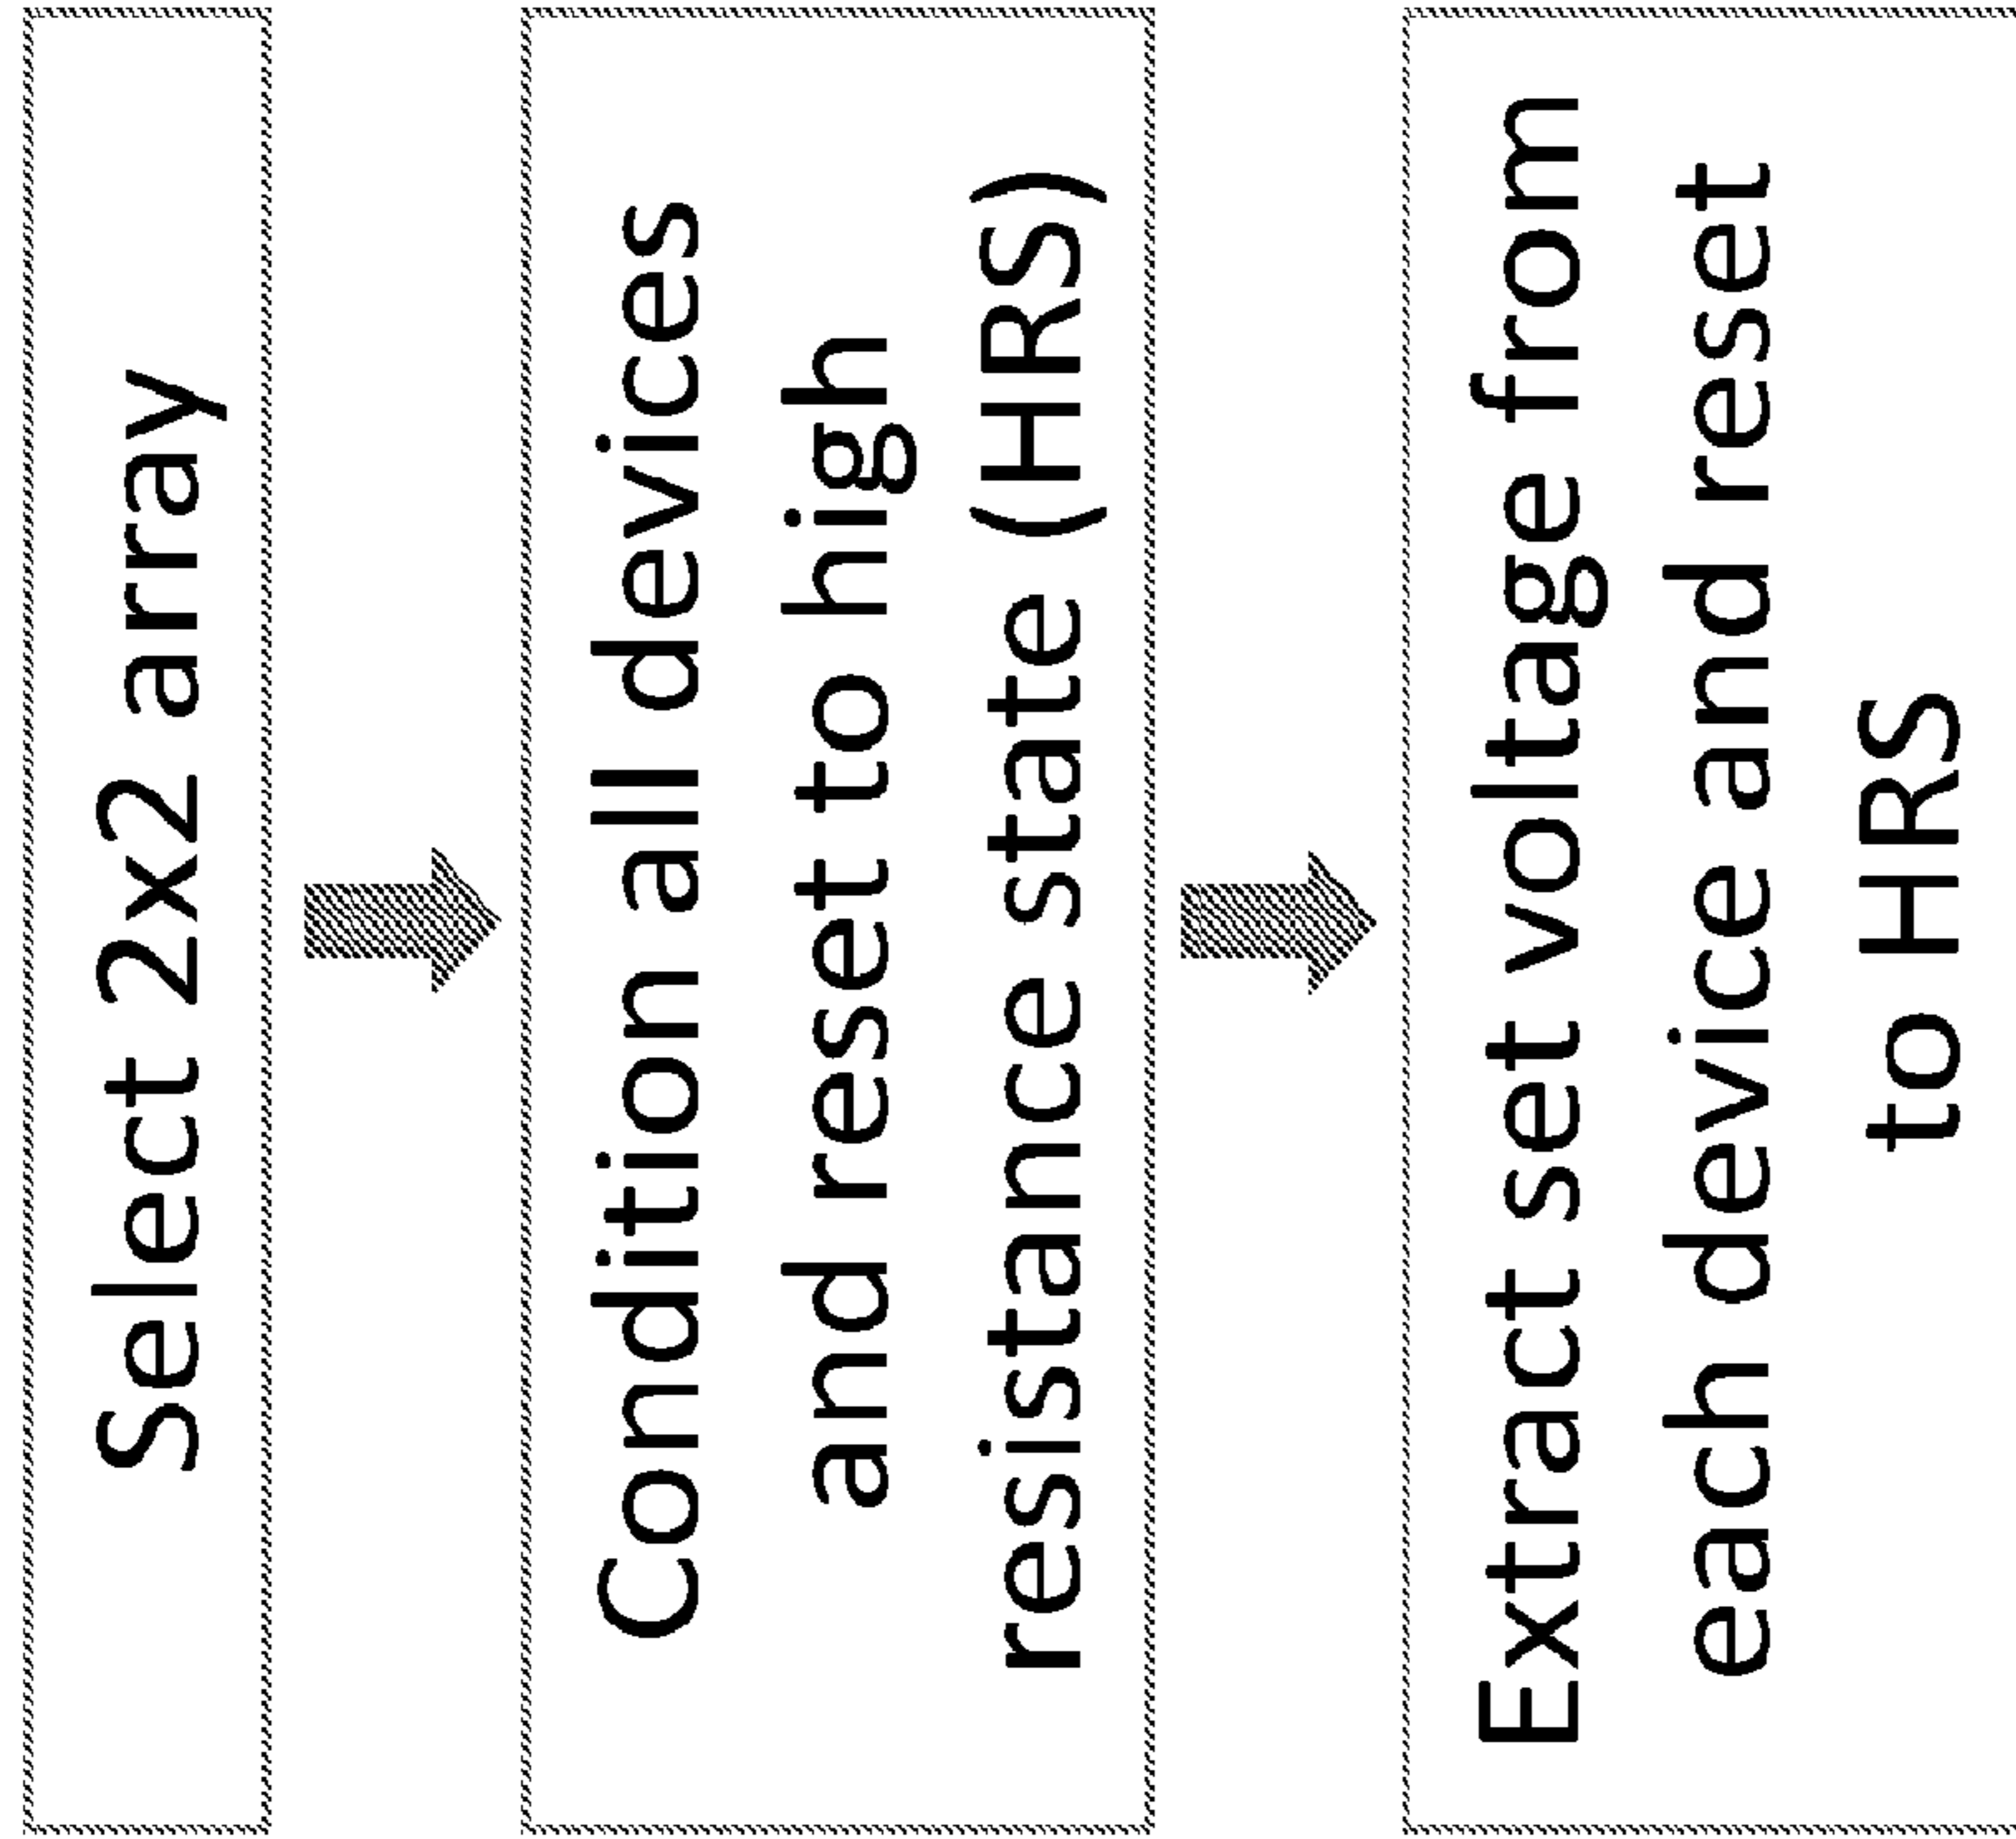 Select 2x2 array
Condition all devices
and reset to high
resistance state (HRS)
Extract set voltage from
each device and reset
to HRS